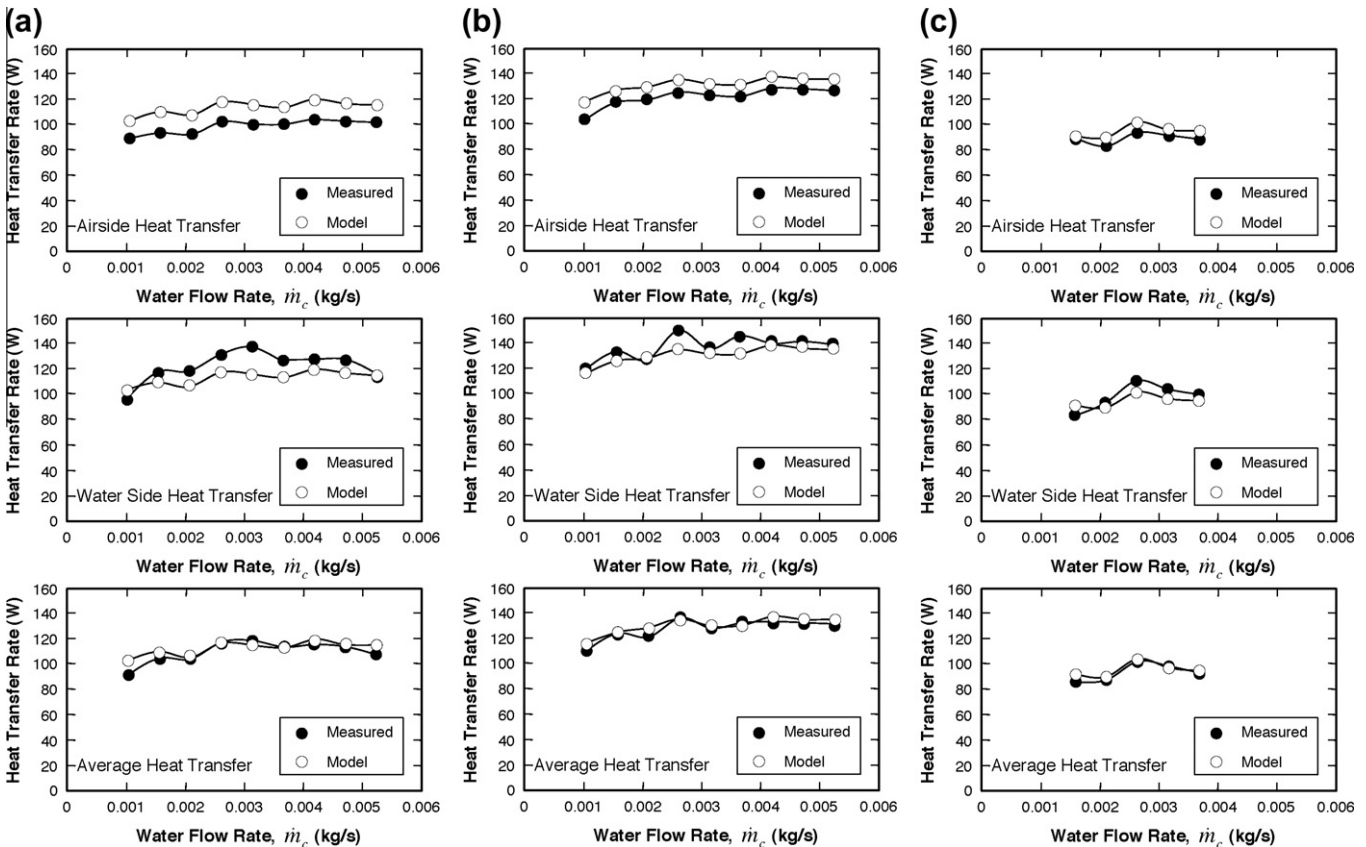 (a)
Heat Transfer Rate (W)
160
140
120
100
80
60
40
20
0
Measured
Model
Airside Heat Transfer
0 0.001 0.002 0.003 0.004 0.005 0.006
Water Flow Rate, ṁc (kg/s)
Heat Transfer Rate (W)
160
140
120
100
80
60
40
20
0
Measured
Model
Water Side Heat Transfer
0 0.001 0.002 0.003 0.004 0.005 0.006
Water Flow Rate, ṁc (kg/s)
Heat Transfer Rate (W)
160
140
120
100
80
60
40
20
0
Measured
Model
Average Heat Transfer
0 0.001 0.002 0.003 0.004 0.005 0.006
Water Flow Rate, ṁc (kg/s)
(b)
Heat Transfer Rate (W)
160
140
120
100
80
60
40
20
0
Measured
Model
Airside Heat Transfer
0 0.001 0.002 0.003 0.004 0.005 0.006
Water Flow Rate, ṁc (kg/s)
Heat Transfer Rate (W)
160
140
120
100
80
60
40
20
0
Measured
Model
Water Side Heat Transfer
0 0.001 0.002 0.003 0.004 0.005 0.006
Water Flow Rate, ṁc (kg/s)
Heat Transfer Rate (W)
160
140
120
100
80
60
40
20
0
Measured
Model
Average Heat Transfer
0 0.001 0.002 0.003 0.004 0.005 0.006
Water Flow Rate, ṁc (kg/s)
(c)
Heat Transfer Rate (W)
160
140
120
100
80
60
40
20
0
Measured
Model
Airside Heat Transfer
0 0.001 0.002 0.003 0.004 0.005 0.006
Water Flow Rate, ṁc (kg/s)
Heat Transfer Rate (W)
160
140
120
100
80
60
40
20
0
Measured
Model
Water Side Heat Transfer
0 0.001 0.002 0.003 0.004 0.005 0.006
Water Flow Rate, ṁc (kg/s)
Heat Transfer Rate (W)
160
140
120
100
80
60
40
20
0
Measured
Model
Average Heat Transfer
0 0.001 0.002 0.003 0.004 0.005 0.006
Water Flow Rate, ṁc (kg/s)